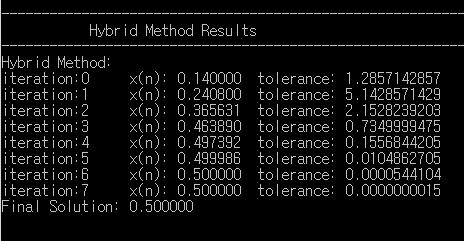 Hybrid Method Results
Hybrid Method:
iteration:0 x(n): 0.140000 tolerance: 1.2857142857
iteration:1 x(n): 0.240800 tolerance: 5.1428571429
iteration:2 x(n): 0.365631 tolerance: 2.1528239203
iteration:3 x(n): 0.463890 tolerance: 0.7349999475
iteration:4 x(n): 0.497392 tolerance: 0.1556844205
iteration:5 x(n): 0.499986 tolerance: 0.0104862705
iteration:6 x(n): 0.500000 tolerance: 0.0000544104
iteration:7 x(n): 0.500000 tolerance: 0.0000000015
Final Solution: 0.500000